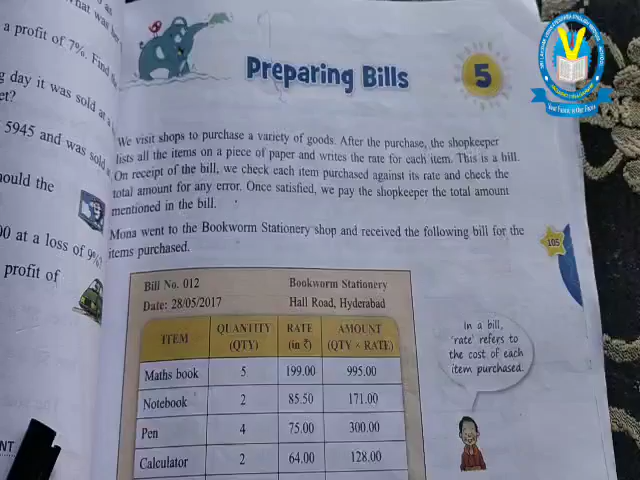 What was
a profit of 7%. Find
g day it was sold at a
et?
5945 and was sold
ould the
00 at a loss of 9%?
profit of
NT
Preparing Bills
5
We visit shops to purchase a variety of goods. After the purchase, the shopkeeper
lists all the items on a piece of paper and writes the rate for each item. This is a bill.
On receipt of the bill, we check each item purchased against its rate and check the
total amount for any error. Once satisfied, we pay the shopkeeper the total amount
mentioned in the bill.
Mona went to the Bookworm Stationery shop and received the following bill for the
items purchased.
105
Bill No. 012 Bookworm Stationery
Date: 28/05/2017 Hall Road, Hyderabad
ITEM QUANTITY (QTY) RATE (in ₹) AMOUNT (QTY × RATE)
Maths book 5 199.00 995.00
Notebook 2 85.50 171.00
Pen 4 75.00 300.00
Calculator 2 64.00 128.00
In a bill,
'rate' refers to
the cost of each
item purchased.